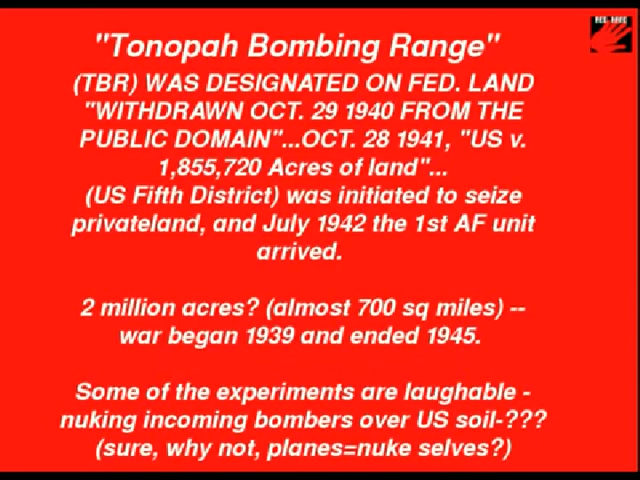 RED HAND
"Tonopah Bombing Range"
(TBR) WAS DESIGNATED ON FED. LAND
"WITHDRAWN OCT. 29 1940 FROM THE
PUBLIC DOMAIN"...OCT. 28 1941, "US v.
1,855,720 Acres of land"...
(US Fifth District) was initiated to seize
privateland, and July 1942 the 1st AF unit
arrived.
2 million acres? (almost 700 sq miles) --
war began 1939 and ended 1945.
Some of the experiments are laughable -
nuking incoming bombers over US soil-???
(sure, why not, planes=nuke selves?)